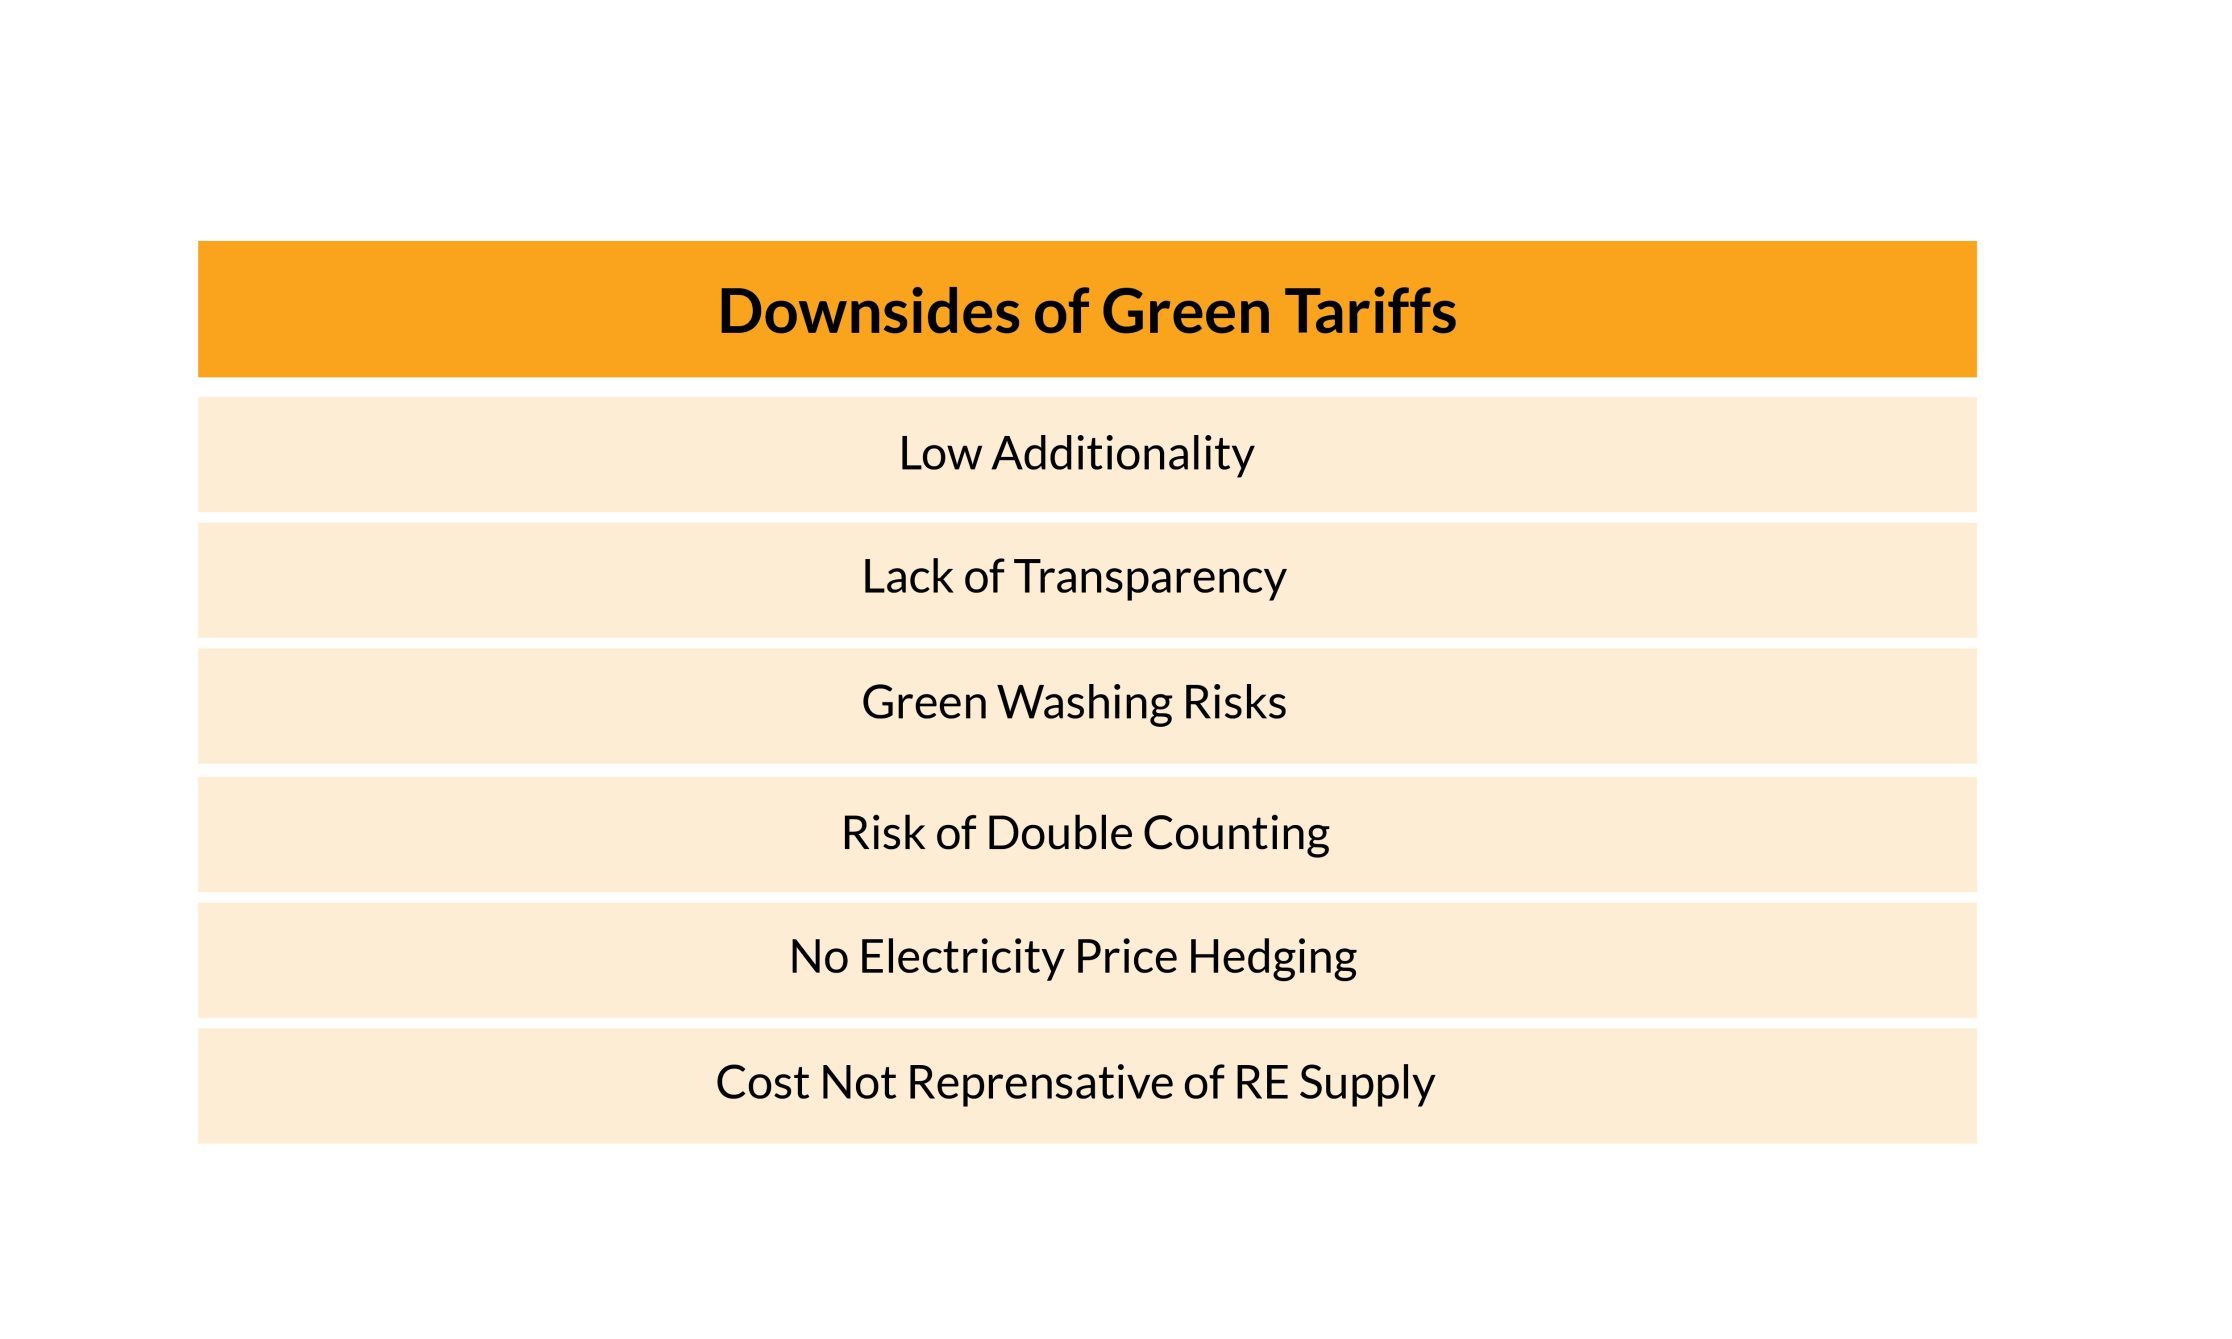 Downsides of Green Tariffs
Low Additionality
Lack of Transparency
Green Washing Risks
Risk of Double Counting
No Electricity Price Hedging
Cost Not Reprensative of RE Supply